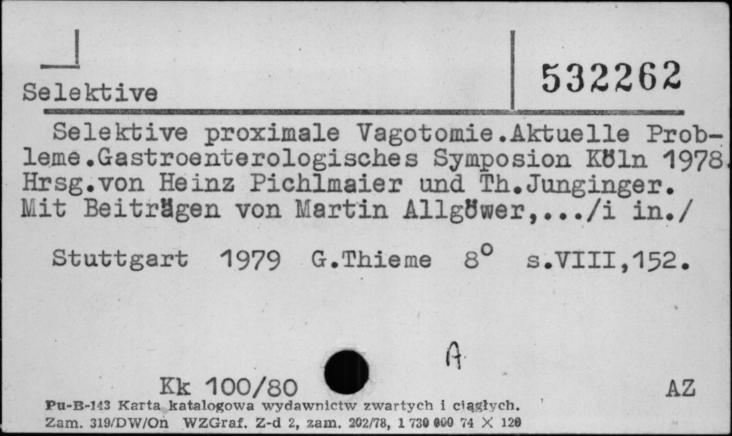 532262
Selektive
Selektive proximale Vagotomie.Aktuelle Prob-
leme.Gastroenterologisches Symposion Köln 1978.
Hrsg.von Heinz Pichlmaier und Th.Junginger.
Mit Beiträgen von Martin Allgöwer,.../i in./
Stuttgart 1979 G.Thieme 8° s.VIII,152.
A
Kk 100/80 AZ
Pu-B-143 Karta katalogowa wydawnictw zwartych i ciągłych.
Zam. 319/DW/On WZGraf. Z-d 2, zam. 202/78, 1 730 000 74 X 120